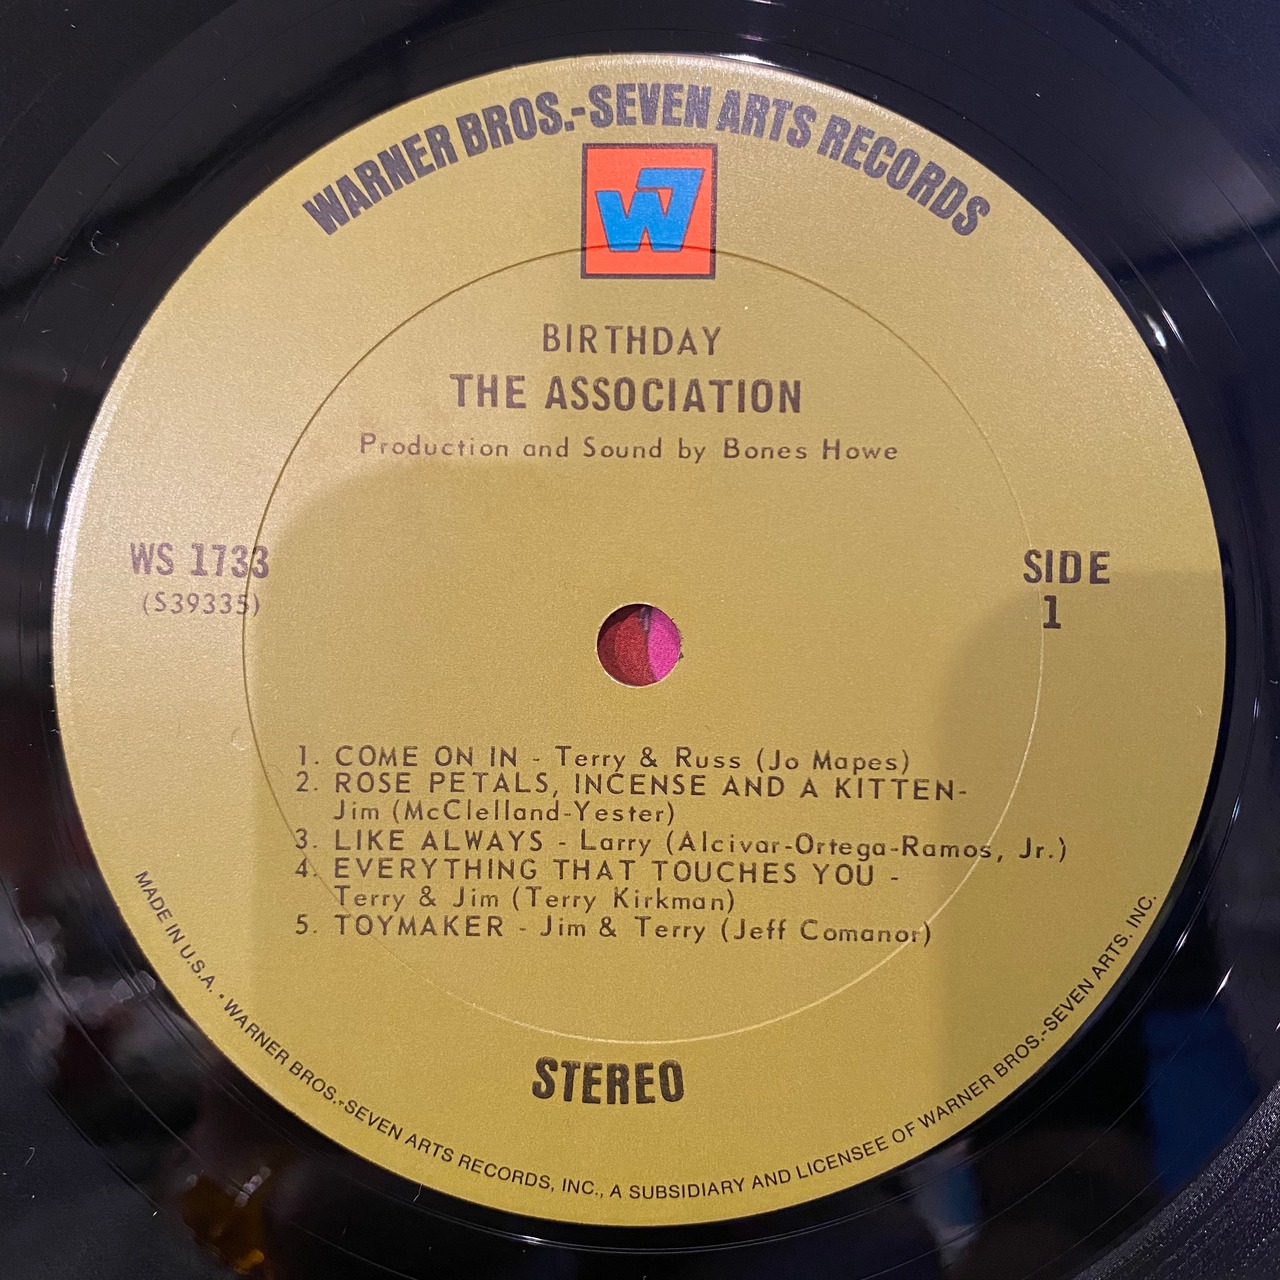 WARNER BROS.-SEVEN ARTS RECORDS
W7
BIRTHDAY
THE ASSOCIATION
Production and Sound by Bones Howe
WS 1733
(S39335)
SIDE
1
1. COME ON IN - Terry & Russ (Jo Mapes)
2. ROSE PETALS, INCENSE AND A KITTEN-
Jim (McClelland-Yester)
3. LIKE ALWAYS - Larry (Alcivar-Ortega-Ramos, Jr.)
4. EVERYTHING THAT TOUCHES YOU -
Terry & Jim (Terry Kirkman)
5. TOYMAKER - Jim & Terry (Jeff Comanor)
STEREO
MADE IN U.S.A. • WARNER BROS.-SEVEN ARTS RECORDS, INC., A SUBSIDIARY AND LICENSEE OF WARNER BROS.-SEVEN ARTS. INC.